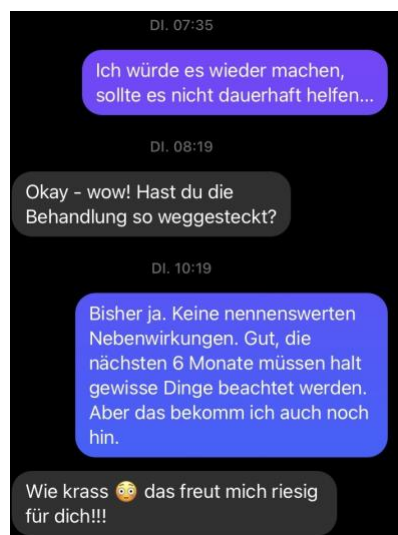 DI. 07:35
Ich würde es wieder machen,
sollte es nicht dauerhaft helfen...
DI. 08:19
Okay - wow! Hast du die
Behandlung so weggesteckt?
DI. 10:19
Bisher ja. Keine nennenswerten
Nebenwirkungen. Gut, die
nächsten 6 Monate müssen halt
gewisse Dinge beachtet werden.
Aber das bekomm ich auch noch
hin.
Wie krass 😳 das freut mich riesig
für dich!!!